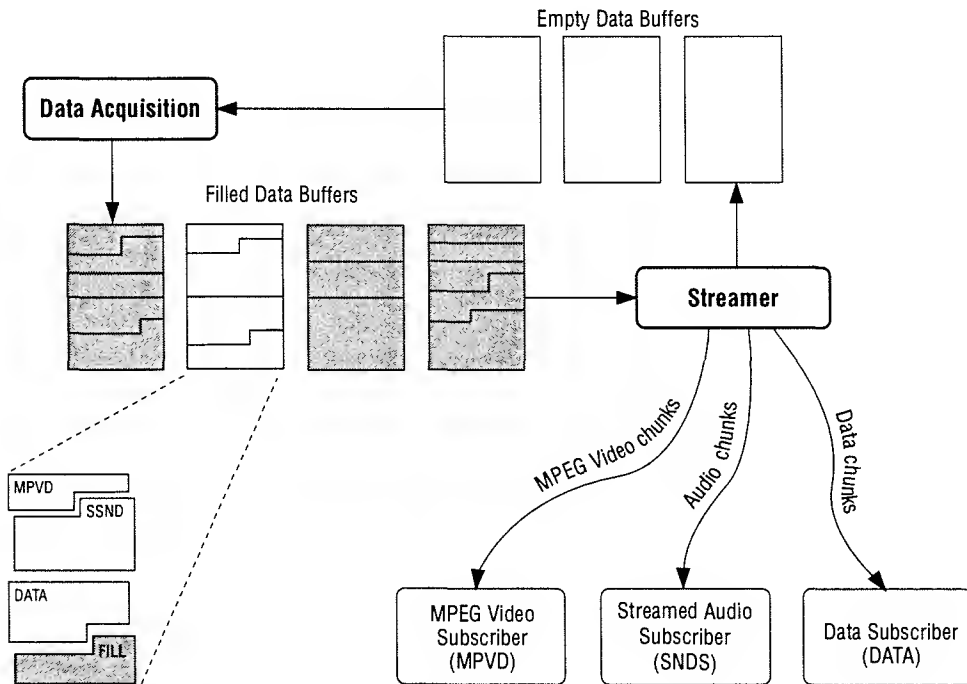 Empty Data Buffers
Data Acquisition
Filled Data Buffers
Streamer
MPEG Video chunks
Audio chunks
Data chunks
MPVD
SSND
DATA
FILL
MPEG Video
Subscriber
(MPVD)
Streamed Audio
Subscriber
(SNDS)
Data Subscriber
(DATA)